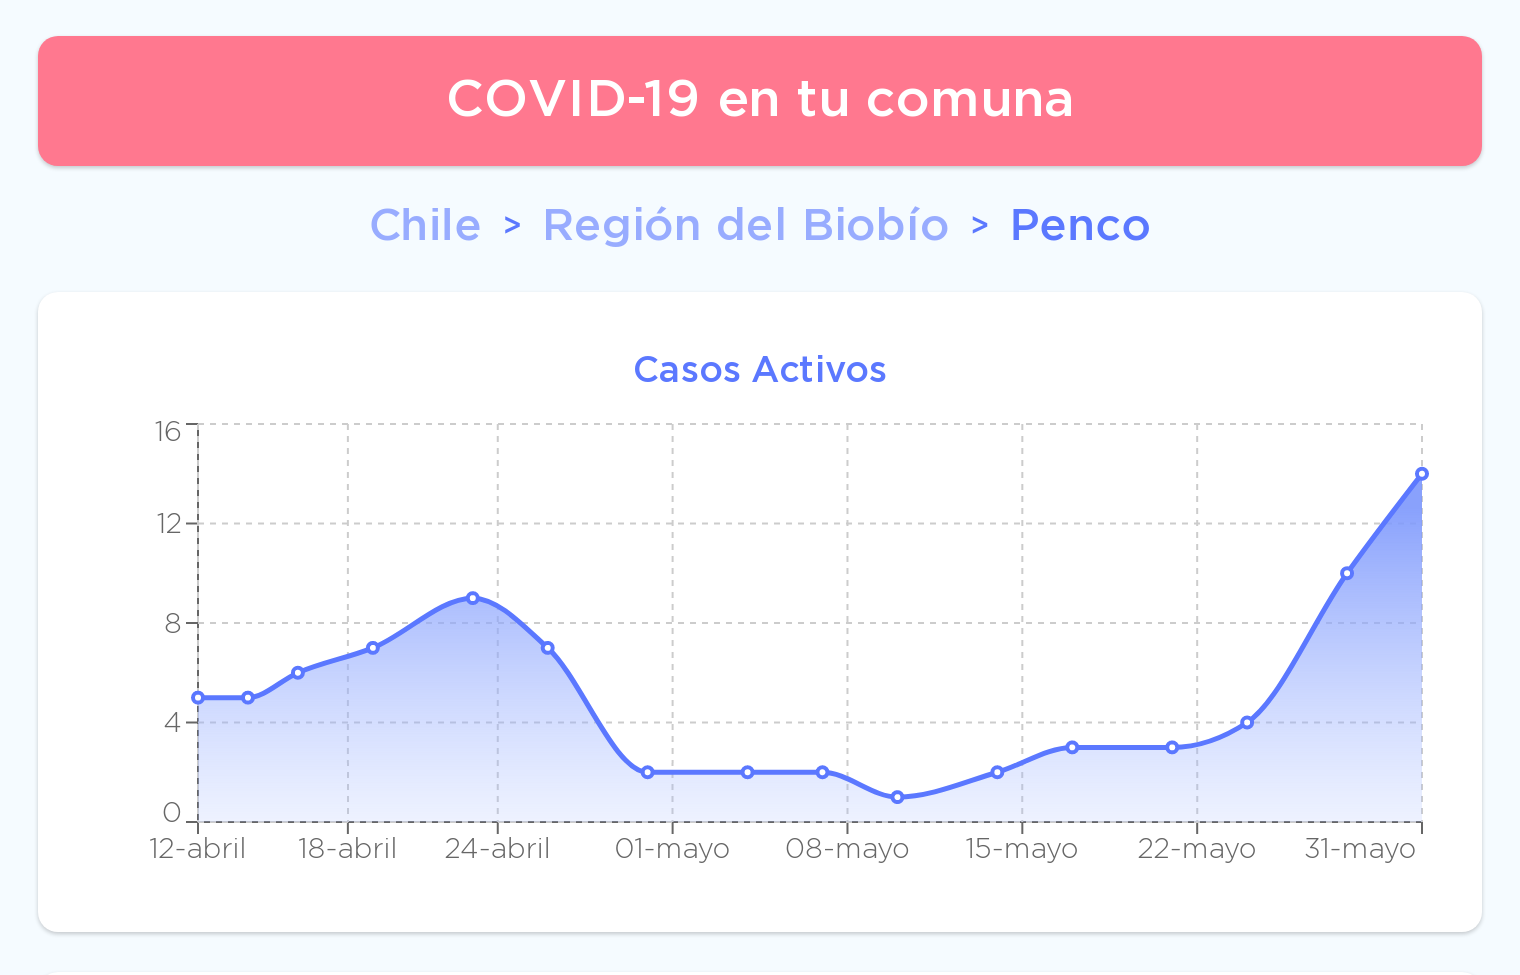 COVID-19 en tu comuna
Chile > Región del Biobío > Penco
Casos Activos
16
12
8
4
0
12-abril 18-abril 24-abril 01-mayo 08-mayo 15-mayo 22-mayo 31-mayo